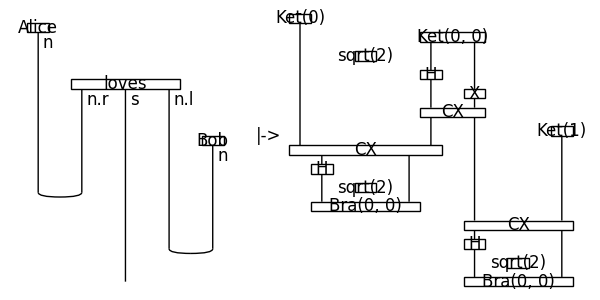 Alice
n
loves
n.r s n.l
Bob
n
|->
Ket(0)
Ket(0, 0)
sqrt(2)
H
X
CX
Ket(1)
CX
H
sqrt(2)
Bra(0, 0)
CX
H
sqrt(2)
Bra(0, 0)